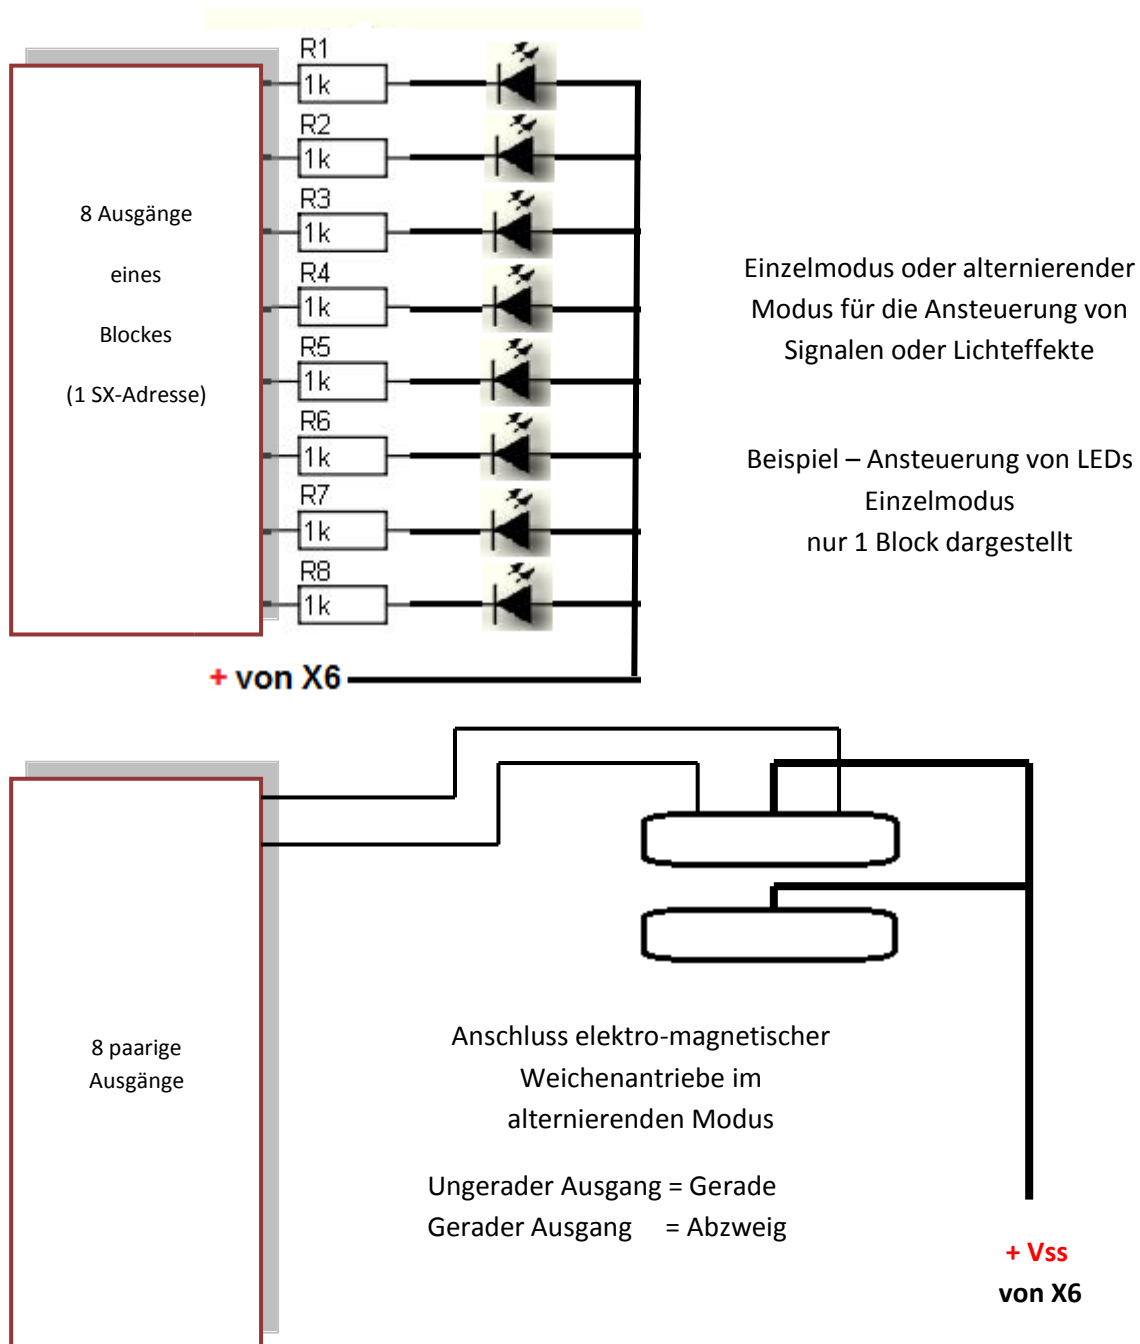 R1
1k
R2
1k
R3
1k
R4
1k
R5
1k
R6
1k
R7
1k
R8
1k
8 Ausgänge
eines
Blockes
(1 SX-Adresse)
Einzelmodus oder alternierender
Modus für die Ansteuerung von
Signalen oder Lichteffekte
Beispiel – Ansteuerung von LEDs
Einzelmodus
nur 1 Block dargestellt
+ von X6
8 paarige
Ausgänge
Anschluss elektro-magnetischer
Weichenantriebe im
alternierenden Modus
Ungerader Ausgang = Gerade
Gerader Ausgang = Abzweig
+ Vss
von X6